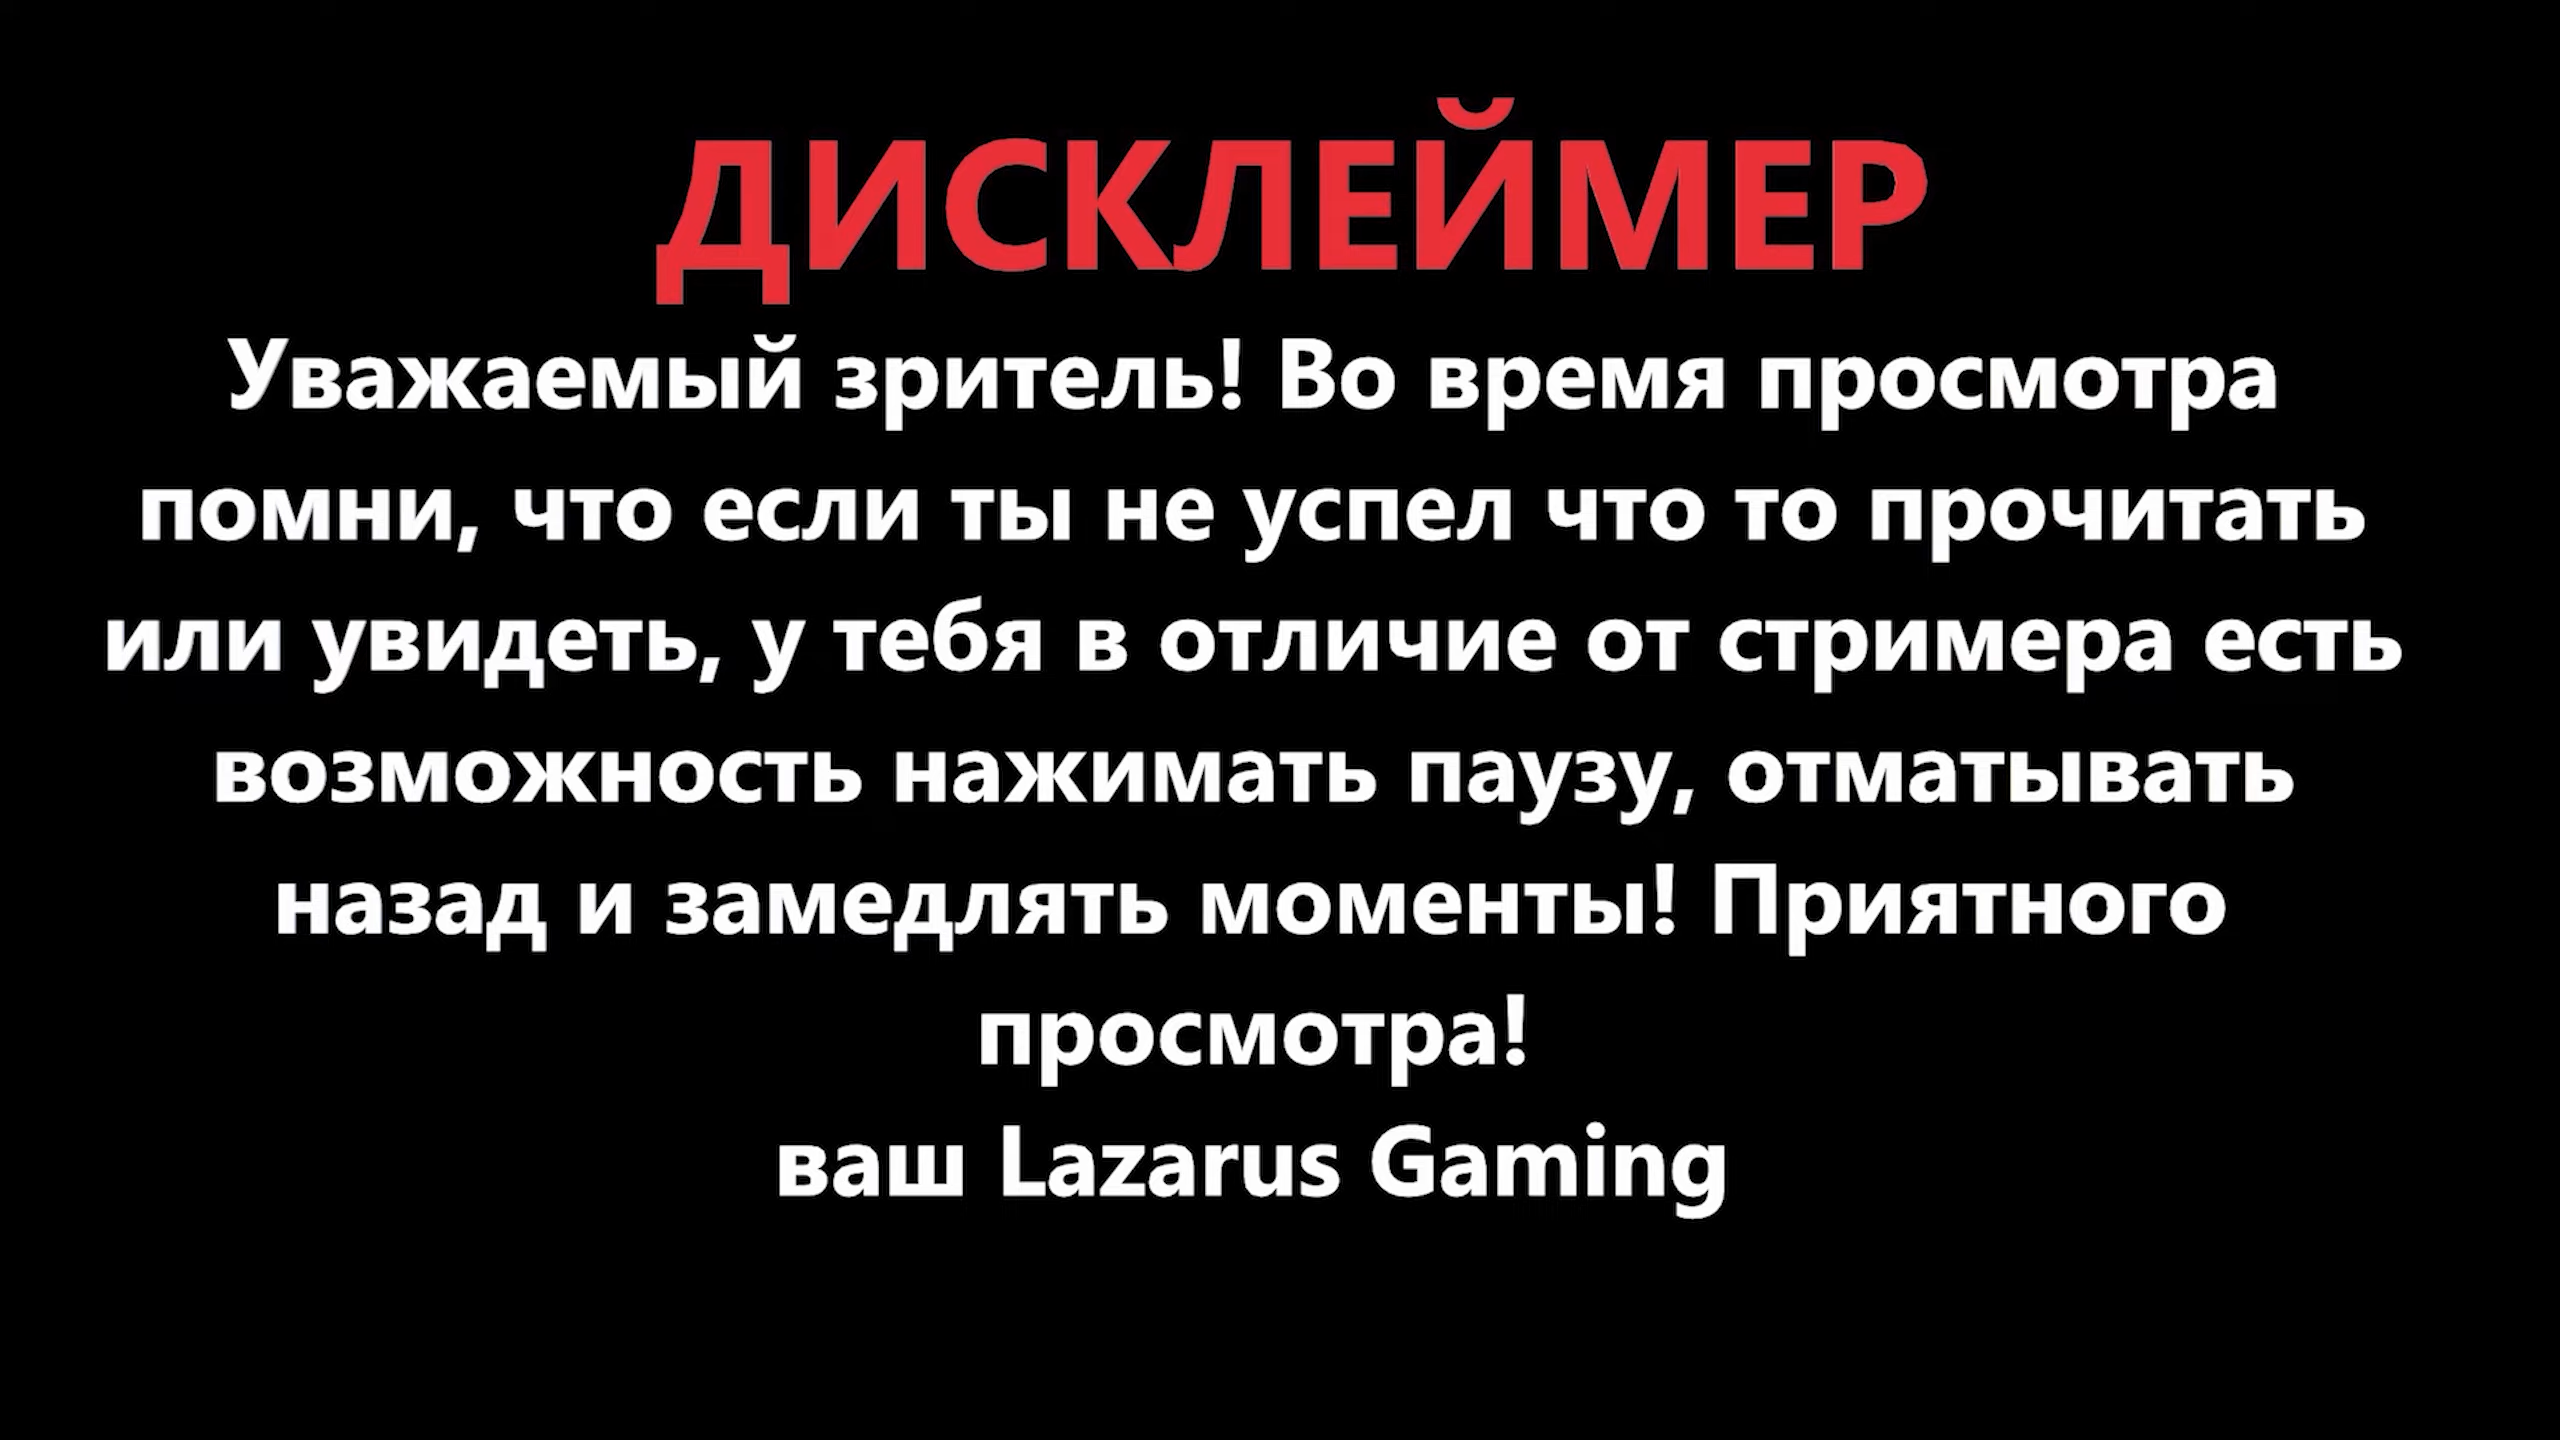 ДИСКЛЕЙМЕР
Уважаемый зритель! Во время просмотра
помни, что если ты не успел что то прочитать
или увидеть, у тебя в отличие от стримера есть
возможность нажимать паузу, отматывать
назад и замедлять моменты! Приятного
просмотра!
ваш Lazarus Gaming